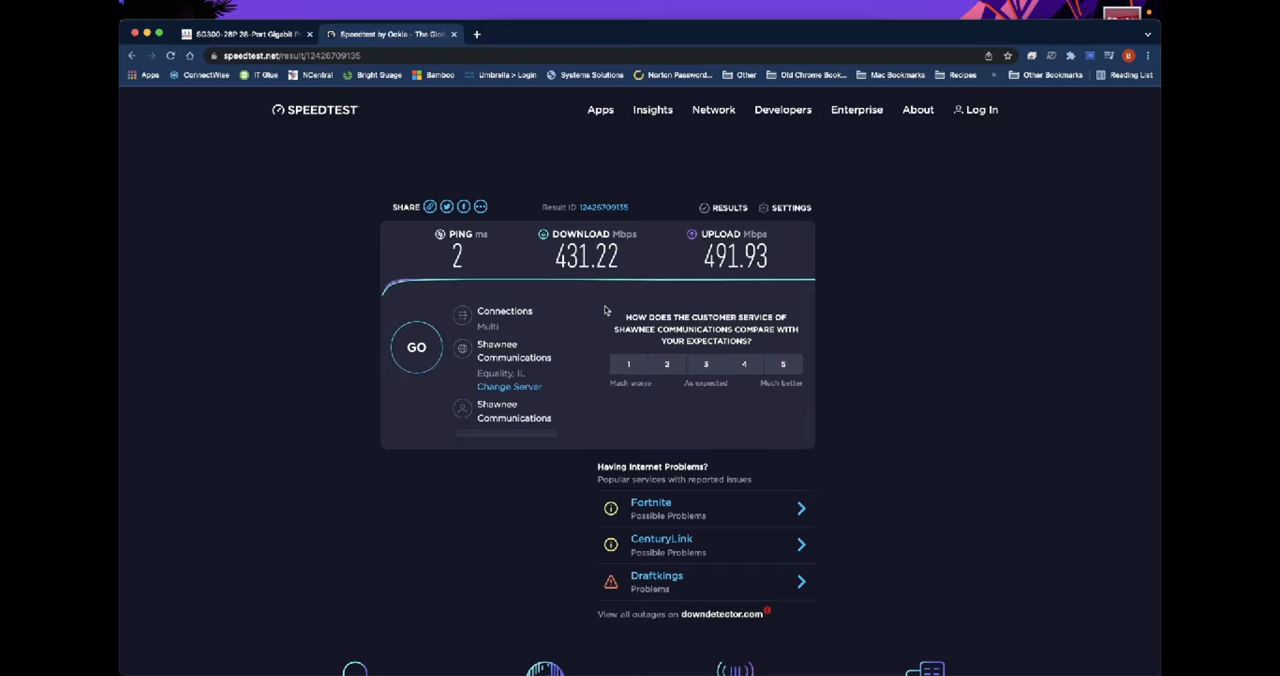 SG300-28P 28-Port Gigabit P
Speedtest by Ookla - The Glob
speedtest.net/result/12426709135
Apps ConnectWise IT Glue NCentral Bright Guage Bamboo Umbrella > Login Systems Solutions Norton Password... Other Old Chrome Book... Mac Bookmarks Recipes » Other Bookmarks Reading List
SPEEDTEST Apps Insights Network Developers Enterprise About Log In
SHARE Result ID 12426709135 RESULTS SETTINGS
PING ms DOWNLOAD Mbps UPLOAD Mbps
2 431.22 491.93
GO
Connections
Multi
Shawnee
Communications
Equality, IL
Change Server
Shawnee
Communications
HOW DOES THE CUSTOMER SERVICE OF
SHAWNEE COMMUNICATIONS COMPARE WITH
YOUR EXPECTATIONS?
1 2 3 4 5
Much worse As expected Much better
Having Internet Problems?
Popular services with reported issues
Fortnite
Possible Problems
CenturyLink
Possible Problems
Draftkings
Problems
View all outages on downdetector.com